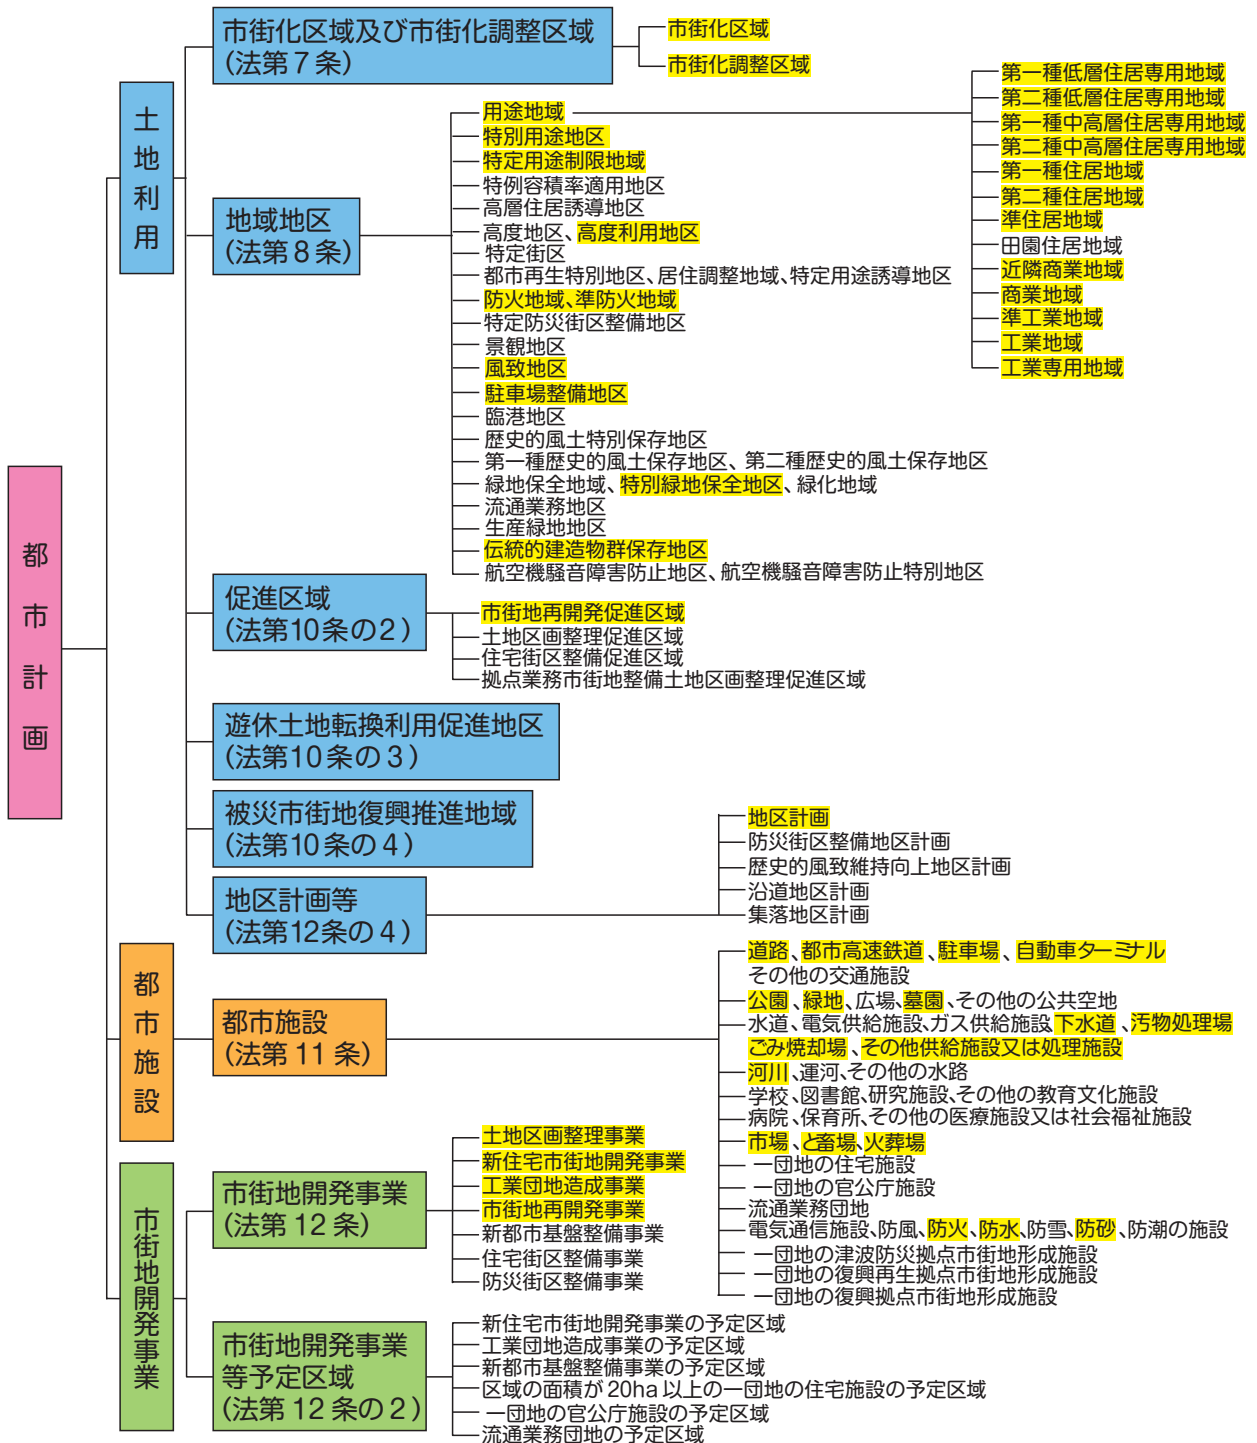 都市計画
土地利用
市街化区域及び市街化調整区域
(法第7条)
市街化区域
市街化調整区域
地域地区
(法第8条)
用途地域
特別用途地区
特定用途制限地域
特例容積率適用地区
高層住居誘導地区
高度地区、高度利用地区
特定街区
都市再生特別地区、居住調整地域、特定用途誘導地区
防火地域、準防火地域
特定防災街区整備地区
景観地区
風致地区
駐車場整備地区
臨港地区
歴史的風土特別保存地区
第一種歴史的風土保存地区、第二種歴史的風土保存地区
緑地保全地域、特別緑地保全地区、緑化地域
流通業務地区
生産緑地地区
伝統的建造物群保存地区
航空機騒音障害防止地区、航空機騒音障害防止特別地区
第一種低層住居専用地域
第二種低層住居専用地域
第一種中高層住居専用地域
第二種中高層住居専用地域
第一種住居地域
第二種住居地域
準住居地域
田園住居地域
近隣商業地域
商業地域
準工業地域
工業地域
工業専用地域
促進区域
(法第10条の2)
市街地再開発促進区域
土地区画整理促進区域
住宅街区整備促進区域
拠点業務市街地整備土地区画整理促進区域
遊休土地転換利用促進地区
(法第10条の3)
被災市街地復興推進地域
(法第10条の4)
地区計画等
(法第12条の4)
地区計画
防災街区整備地区計画
歴史的風致維持向上地区計画
沿道地区計画
集落地区計画
都市施設
都市施設
(法第11条)
道路、都市高速鉄道、駐車場、自動車ターミナル
その他の交通施設
公園、緑地、広場、墓園、その他の公共空地
水道、電気供給施設、ガス供給施設、下水道、汚物処理場
ごみ焼却場、その他供給施設又は処理施設
河川、運河、その他の水路
学校、図書館、研究施設、その他の教育文化施設
病院、保育所、その他の医療施設又は社会福祉施設
市場、と畜場、火葬場
一団地の住宅施設
一団地の官公庁施設
流通業務団地
電気通信施設、防風、防火、防水、防雪、防砂、防潮の施設
一団地の津波防災拠点市街地形成施設
一団地の復興再生拠点市街地形成施設
一団地の復興拠点市街地形成施設
市街地開発事業
市街地開発事業
(法第12条)
土地区画整理事業
新住宅市街地開発事業
工業団地造成事業
市街地再開発事業
新都市基盤整備事業
住宅街区整備事業
防災街区整備事業
市街地開発事業
等予定区域
(法第12条の2)
新住宅市街地開発事業の予定区域
工業団地造成事業の予定区域
新都市基盤整備事業の予定区域
区域の面積が20ha以上の一団地の住宅施設の予定区域
一団地の官公庁施設の予定区域
流通業務団地の予定区域